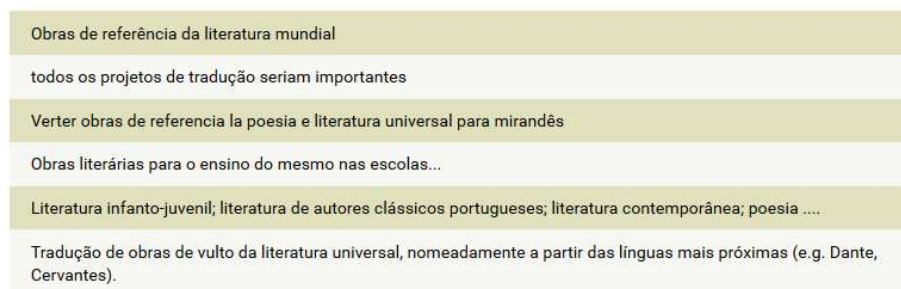 Obras de referência da literatura mundial
todos os projetos de tradução seriam importantes
Verter obras de referencia la poesia e literatura universal para mirandês
Obras literárias para o ensino do mesmo nas escolas...
Literatura infanto-juvenil; literatura de autores clássicos portugueses; literatura contemporânea; poesia ....
Tradução de obras de vulto da literatura universal, nomeadamente a partir das línguas mais próximas (e.g. Dante,
Cervantes).